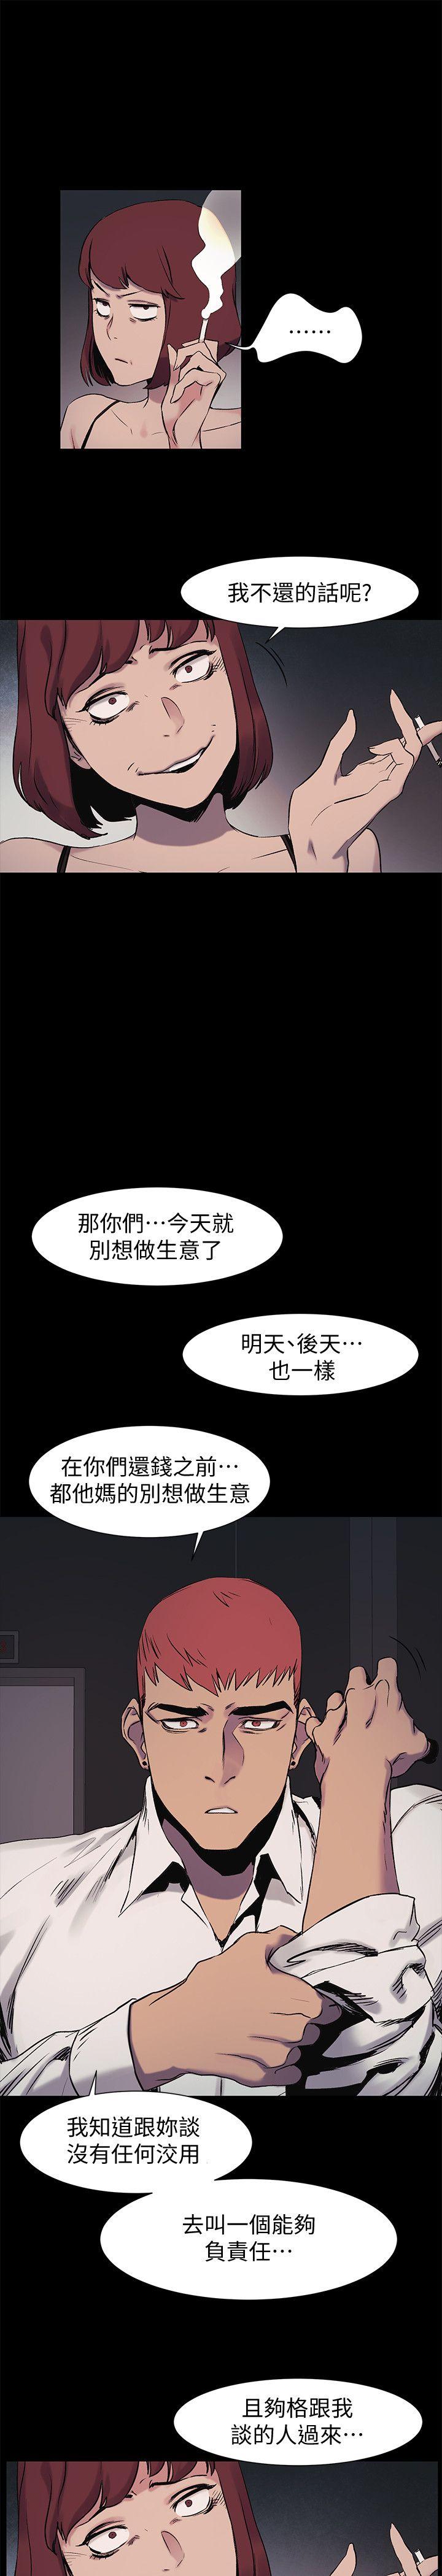 ……
我不還的話呢?
那你們…今天就
別想做生意了
明天、後天…
也一樣
在你們還錢之前…
都他媽的別想做生意
我知道跟妳談
沒有任何洨用
去叫一個能夠
負責任…
且夠格跟我
談的人過來…